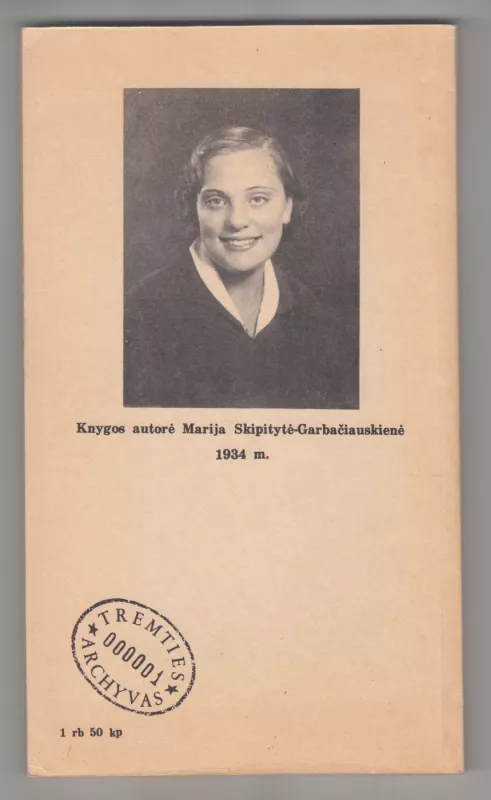 Knygos autorė Marija Skipitytė-Garbačiauskienė
1934 m.
TREMTIES
000001
ARCHYVAS
1 rb 50 kp